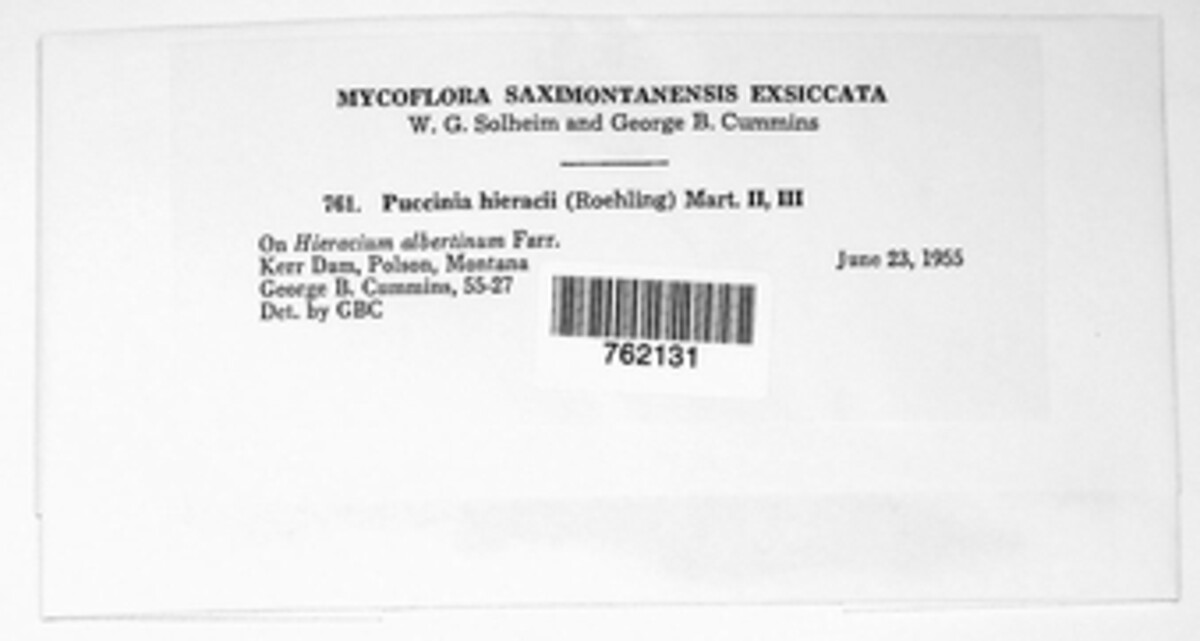 MYCOFLORA SAXIMONTANENSIS EXSICCATA
W. G. Solheim and George B. Cummins
761. Puccinia hieracii (Roehling) Mart. II, III
On Hieracium albertinum Farr.
Kerr Dam, Polson, Montana June 23, 1955
George B. Cummins, 55-27
Det. by GBC
762131